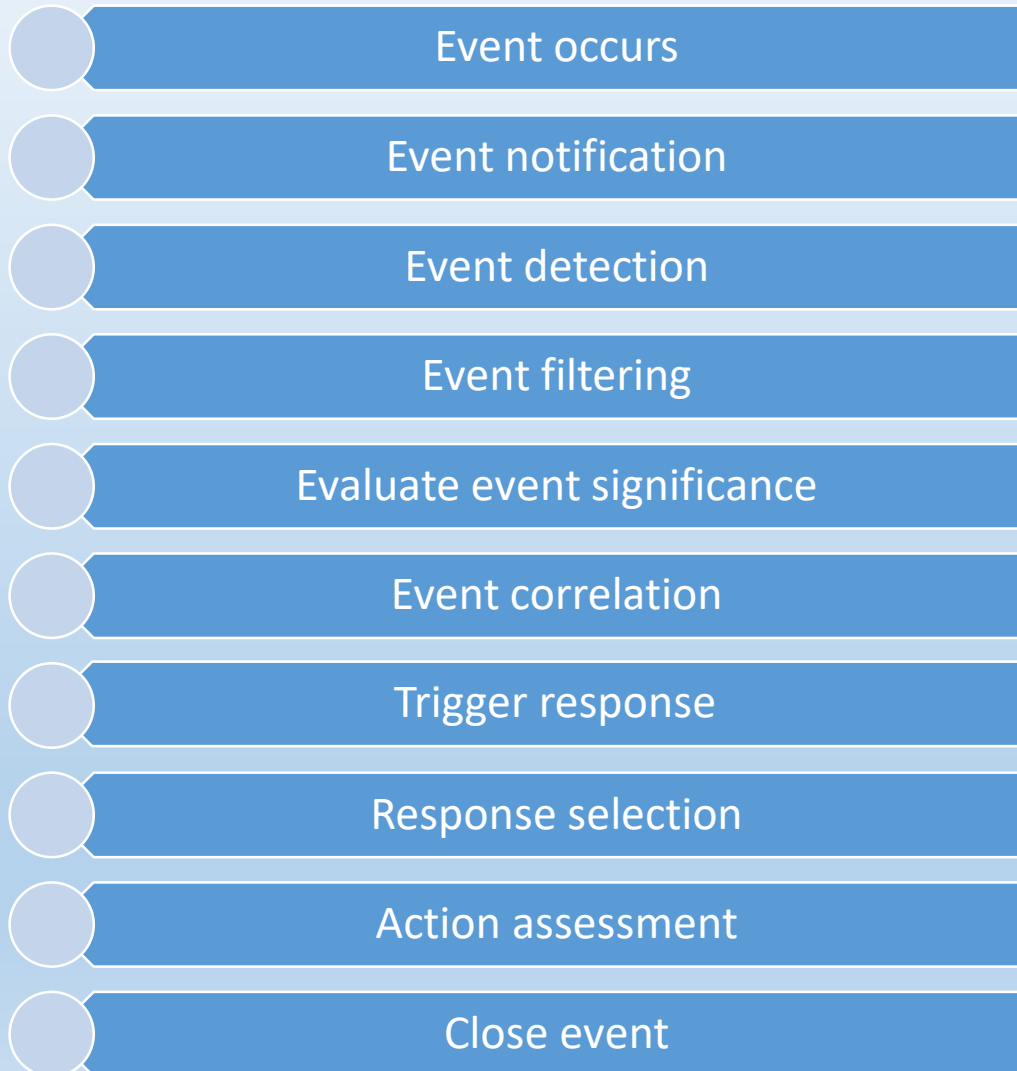 Event occurs
Event notification
Event detection
Event filtering
Evaluate event significance
Event correlation
Trigger response
Response selection
Action assessment
Close event